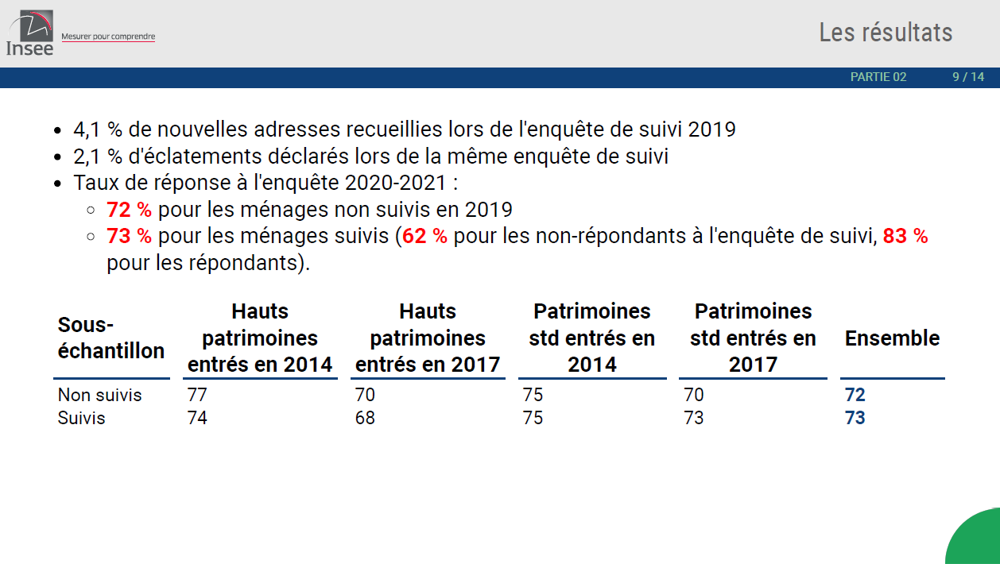 Insee
Mesurer pour comprendre
Les résultats
PARTIE 02
9 / 14
• 4,1 % de nouvelles adresses recueillies lors de l'enquête de suivi 2019
• 2,1 % d'éclatements déclarés lors de la même enquête de suivi
• Taux de réponse à l'enquête 2020-2021 :
○ 72 % pour les ménages non suivis en 2019
○ 73 % pour les ménages suivis (62 % pour les non-répondants à l'enquête de suivi, 83 %
pour les répondants).
Sous-
échantillon
Hauts
patrimoines
entrés en 2014
Hauts
patrimoines
entrés en 2017
Patrimoines
std entrés en
2014
Patrimoines
std entrés en
2017
Ensemble
Non suivis 77 70 75 70 72
Suivis 74 68 75 73 73